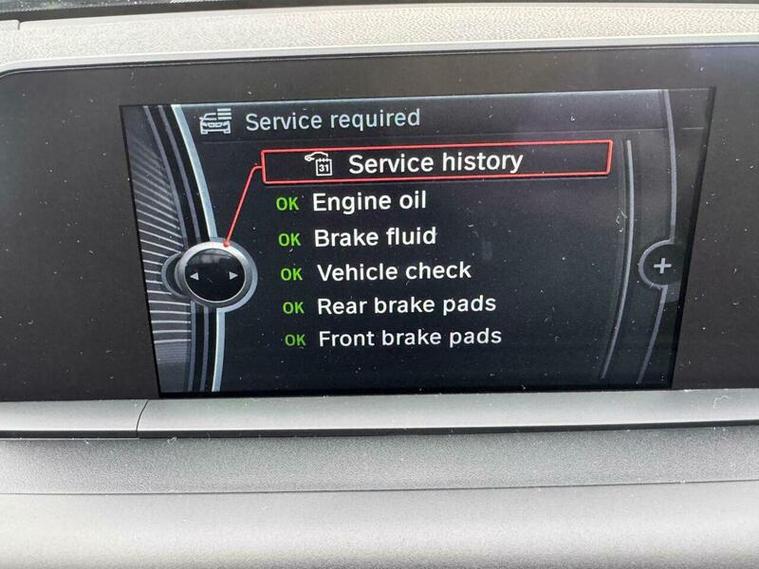 Service required
31 Service history
OK Engine oil
OK Brake fluid
OK Vehicle check
OK Rear brake pads
OK Front brake pads